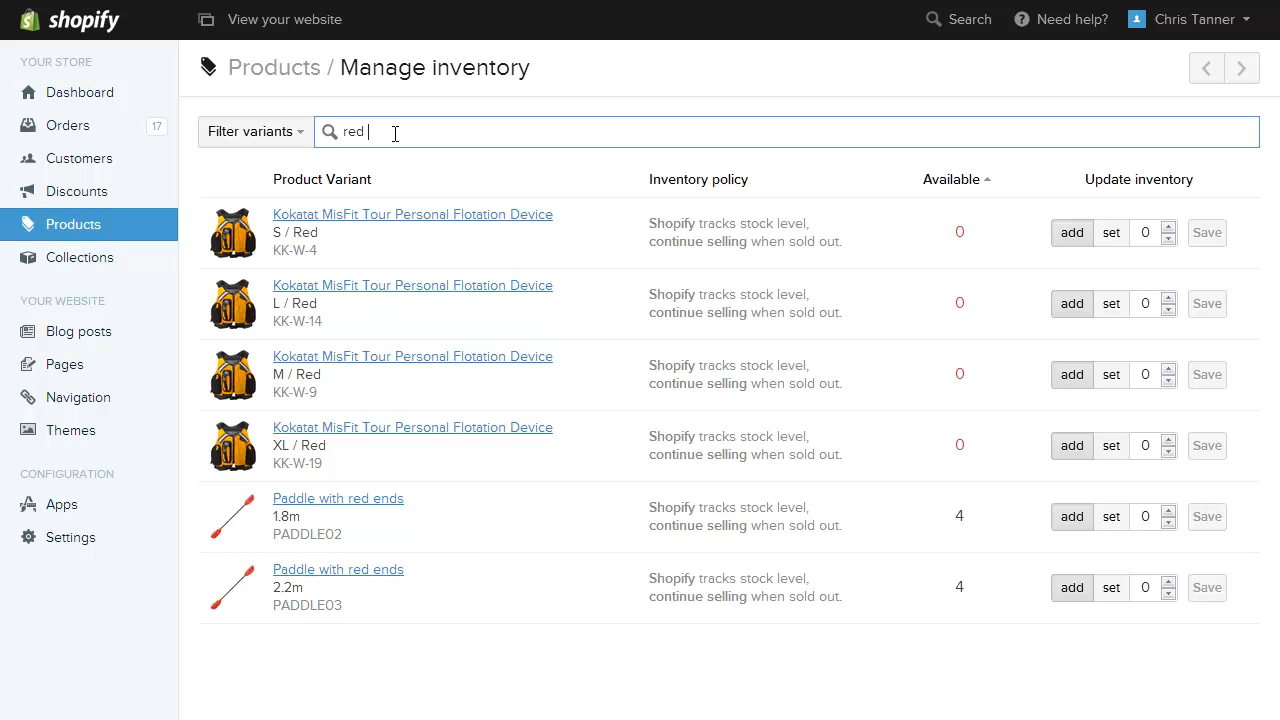 shopify
View your website
Search
Need help?
Chris Tanner
YOUR STORE
Dashboard
Orders
17
Customers
Discounts
Products
Collections
YOUR WEBSITE
Blog posts
Pages
Navigation
Themes
CONFIGURATION
Apps
Settings
Products / Manage inventory
Filter variants
red
Product Variant
Inventory policy
Available
Update inventory
Kokatat MisFit Tour Personal Flotation Device
S / Red
KK-W-4
Shopify tracks stock level,
continue selling when sold out.
0
add set 0 Save
Kokatat MisFit Tour Personal Flotation Device
L / Red
KK-W-14
Shopify tracks stock level,
continue selling when sold out.
0
add set 0 Save
Kokatat MisFit Tour Personal Flotation Device
M / Red
KK-W-9
Shopify tracks stock level,
continue selling when sold out.
0
add set 0 Save
Kokatat MisFit Tour Personal Flotation Device
XL / Red
KK-W-19
Shopify tracks stock level,
continue selling when sold out.
0
add set 0 Save
Paddle with red ends
1.8m
PADDLE02
Shopify tracks stock level,
continue selling when sold out.
4
add set 0 Save
Paddle with red ends
2.2m
PADDLE03
Shopify tracks stock level,
continue selling when sold out.
4
add set 0 Save